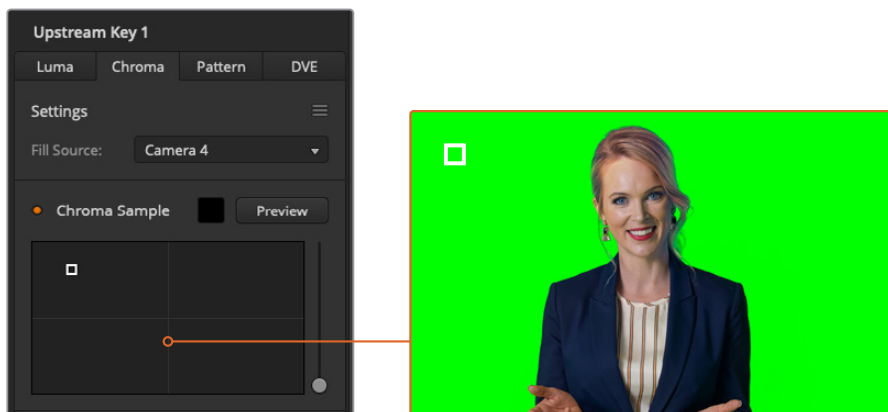 Upstream Key 1
Luma Chroma Pattern DVE
Settings
Fill Source: Camera 4
Chroma Sample Preview